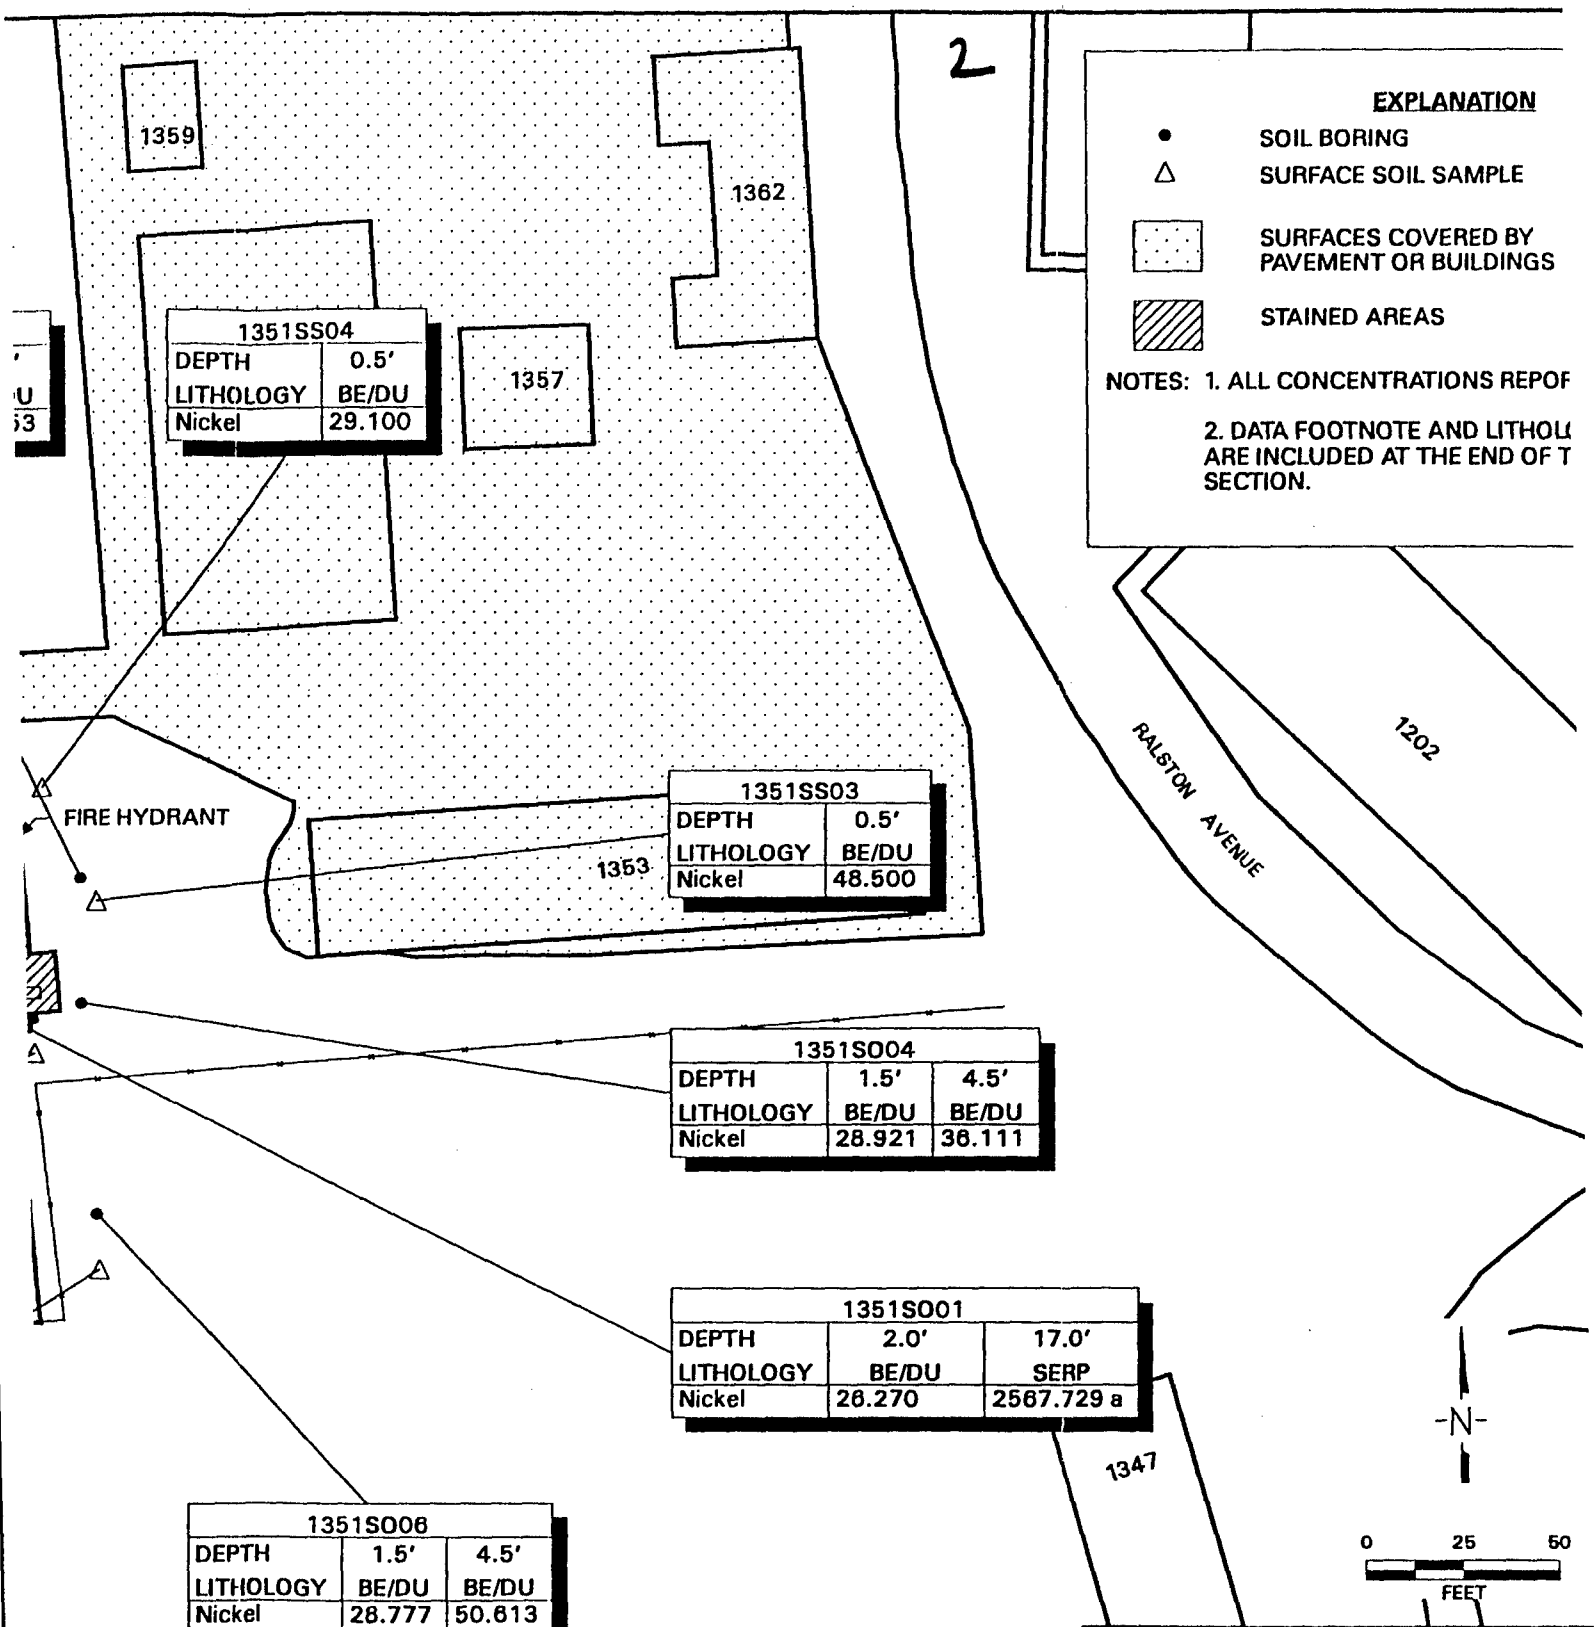 2
EXPLANATION
SOIL BORING
SURFACE SOIL SAMPLE
SURFACES COVERED BY
PAVEMENT OR BUILDINGS
STAINED AREAS
NOTES: 1. ALL CONCENTRATIONS REPOR
2. DATA FOOTNOTE AND LITHOL
ARE INCLUDED AT THE END OF T
SECTION.
1359
1362
1351SS04
DEPTH 0.5'
LITHOLOGY BE/DU
Nickel 29.100
'
U
53
1357
1202
RALSTON AVENUE
FIRE HYDRANT
1353
1351SS03
DEPTH 0.5'
LITHOLOGY BE/DU
Nickel 48.500
1351SO04
DEPTH 1.5' 4.5'
LITHOLOGY BE/DU BE/DU
Nickel 28.921 36.111
1351SO01
DEPTH 2.0' 17.0'
LITHOLOGY BE/DU SERP
Nickel 26.270 2567.729 a
1347
-N-
1351SO06
DEPTH 1.5' 4.5'
LITHOLOGY BE/DU BE/DU
Nickel 28.777 50.613
0 25 50
FEET